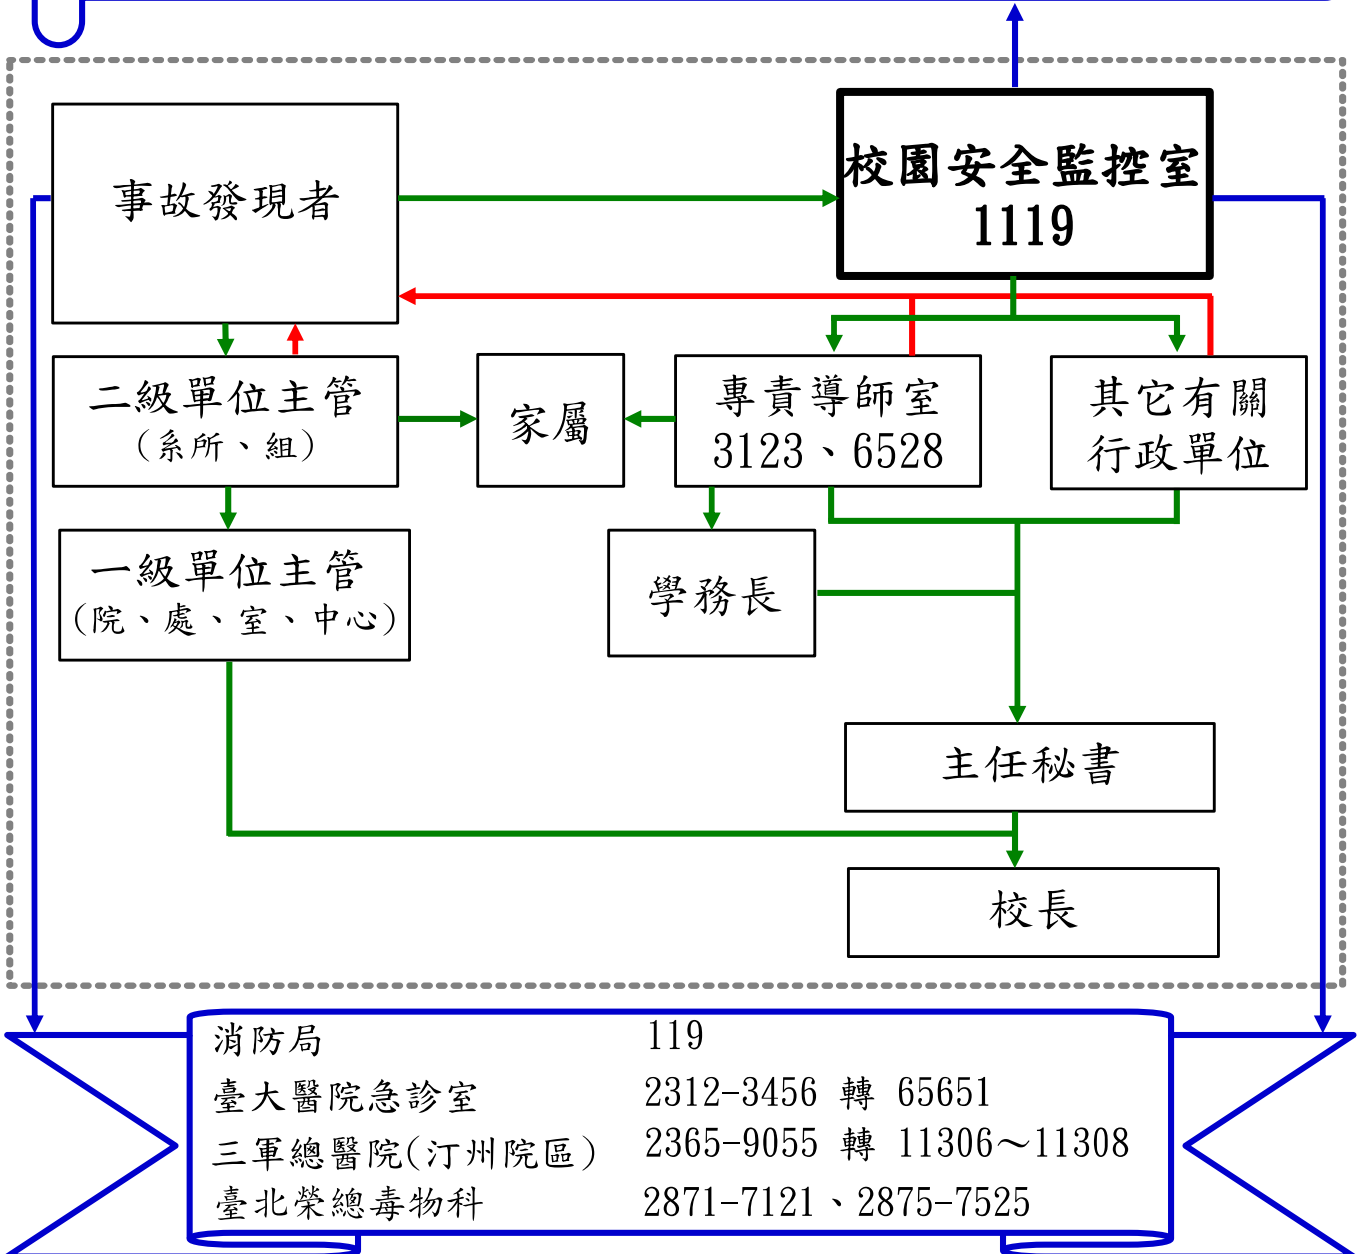 事故發現者
校園安全監控室
1119
二級單位主管
(系所、組)
家屬
專責導師室
3123、6528
其它有關
行政單位
一級單位主管
(院、處、室、中心)
學務長
主任秘書
校長
消防局 119
臺大醫院急診室 2312-3456 轉 65651
三軍總醫院(汀州院區) 2365-9055 轉 11306～11308
臺北榮總毒物科 2871-7121、2875-7525